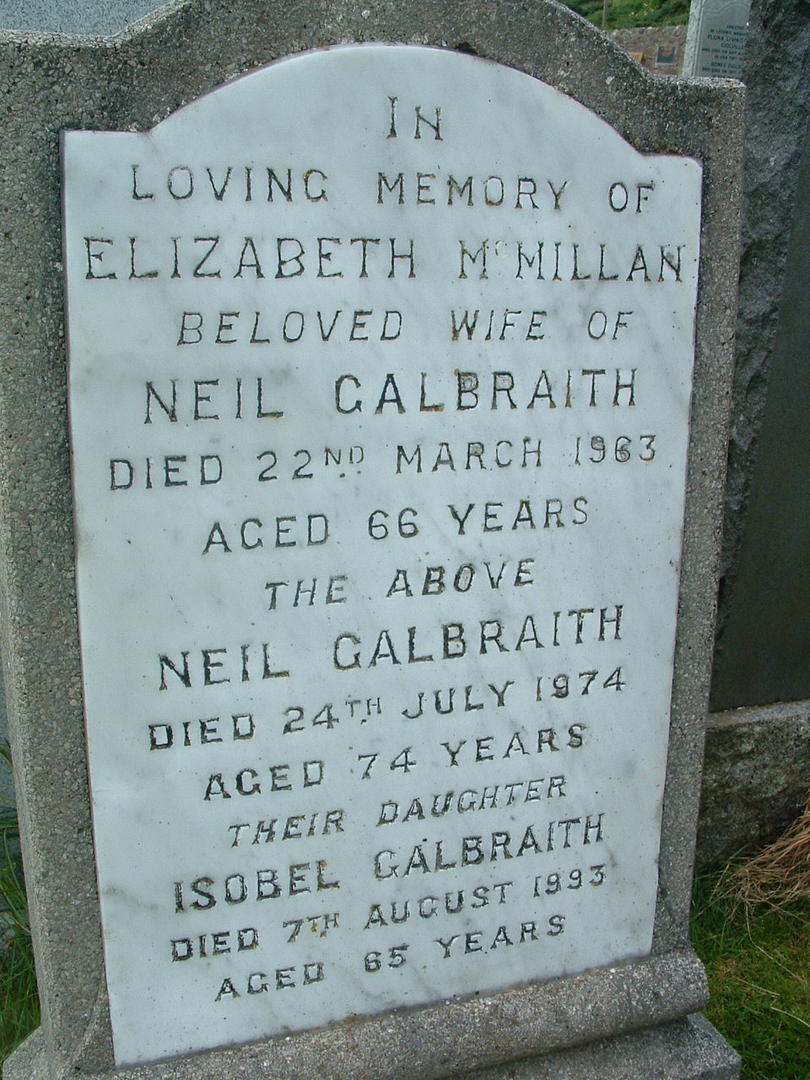 IN
LOVING MEMORY OF
ELIZABETH McMILLAN
BELOVED WIFE OF
NEIL GALBRAITH
DIED 22ND MARCH 1963
AGED 66 YEARS
THE ABOVE
NEIL GALBRAITH
DIED 24TH JULY 1974
AGED 74 YEARS
THEIR DAUGHTER
ISOBEL GALBRAITH
DIED 7TH AUGUST 1993
AGED 65 YEARS